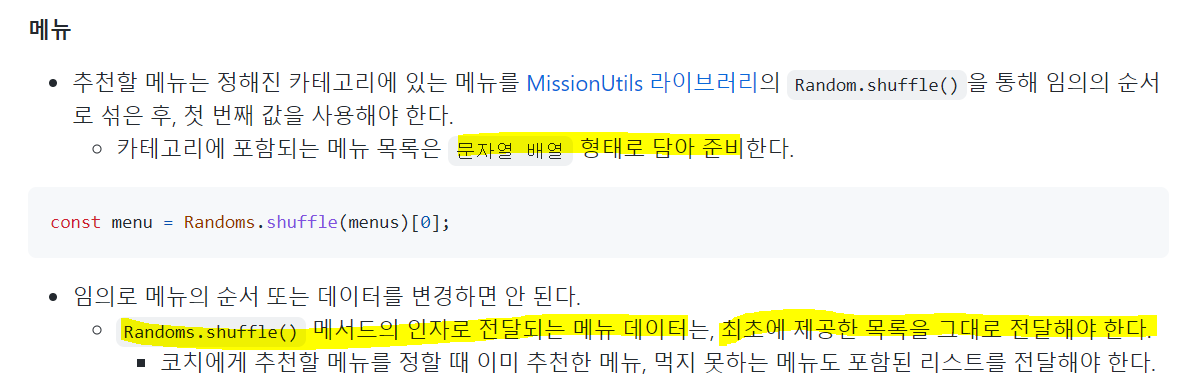 메뉴
추천할 메뉴는 정해진 카테고리에 있는 메뉴를 MissionUtils 라이브러리의 Random.shuffle() 을 통해 임의의 순서
로 섞은 후, 첫 번째 값을 사용해야 한다.
카테고리에 포함되는 메뉴 목록은 문자열 배열 형태로 담아 준비한다.
const menu = Randoms.shuffle(menus)[0];
임의로 메뉴의 순서 또는 데이터를 변경하면 안 된다.
Randoms.shuffle() 메서드의 인자로 전달되는 메뉴 데이터는, 최초에 제공한 목록을 그대로 전달해야 한다.
코치에게 추천할 메뉴를 정할 때 이미 추천한 메뉴, 먹지 못하는 메뉴도 포함된 리스트를 전달해야 한다.